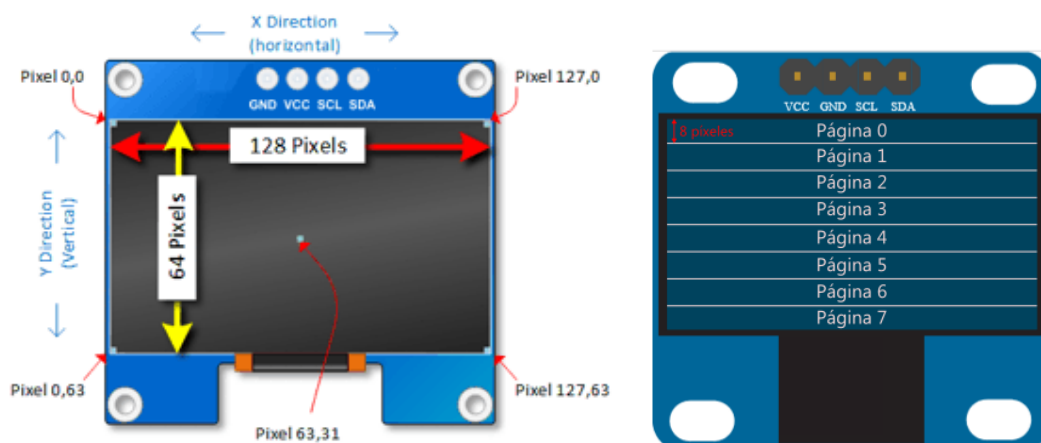 X Direction
(horizontal)
Pixel 0,0
Pixel 127,0
GND VCC SCL SDA
128 Pixels
Y Direction
(Vertical)
64 Pixels
Pixel 0,63
Pixel 127,63
Pixel 63,31
VCC GND SCL SDA
8 pixeles
Página 0
Página 1
Página 2
Página 3
Página 4
Página 5
Página 6
Página 7